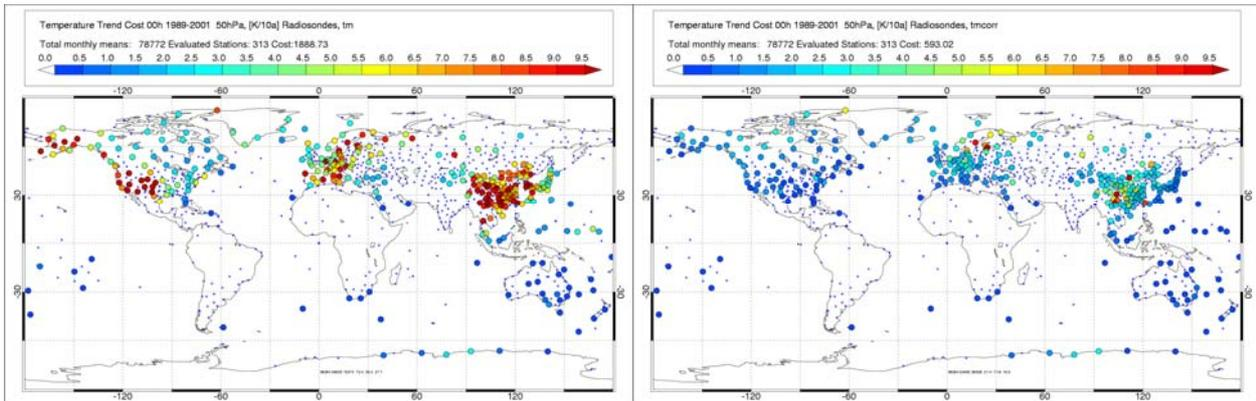 Temperature Trend Cost 00h 1989-2001 50hPa, [K/10a] Radiosondes, tm
Total monthly means: 78772 Evaluated Stations: 313 Cost:1888.73
0.0 0.5 1.0 1.5 2.0 2.5 3.0 3.5 4.0 4.5 5.0 5.5 6.0 6.5 7.0 7.5 8.0 8.5 9.0 9.5
-120 -60 0 60 120
30 30
-30 -30
-120 -60 0 60 120
Temperature Trend Cost 00h 1989-2001 50hPa, [K/10a] Radiosondes, tmcorr
Total monthly means: 78772 Evaluated Stations: 313 Cost: 593.02
0.0 0.5 1.0 1.5 2.0 2.5 3.0 3.5 4.0 4.5 5.0 5.5 6.0 6.5 7.0 7.5 8.0 8.5 9.0 9.5
-120 -60 0 60 120
30 30
-30 -30
-120 -60 0 60 120